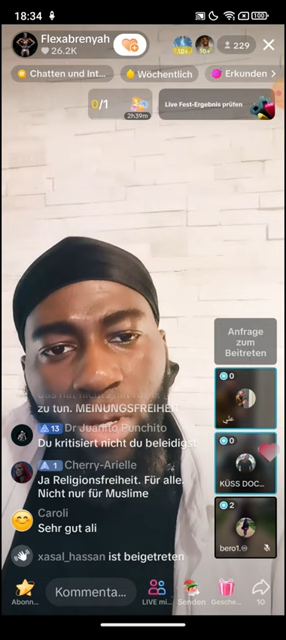 18:34
100
Flexabrenyah
26.2K
10+
229
Chatten und Int...
Wöchentlich
Erkunden
0/1
2h39m
Live Fest-Ergebnis prüfen
Anfrage
zum
Beitreten
0
0
KÜSS DOC...
2
bero1.
zu tun. MEINUNGSFREIHEIT
13 Dr Juanito Punchito
Du kritisiert nicht du beleidigst
1 Cherry-Arielle
Ja Religionsfreiheit. Für alle.
Nicht nur für Muslime
Caroli
Sehr gut ali
xasal_hassan ist beigetreten
Abonn...
Kommenta...
LIVE mi...
Senden
Gesche...
10